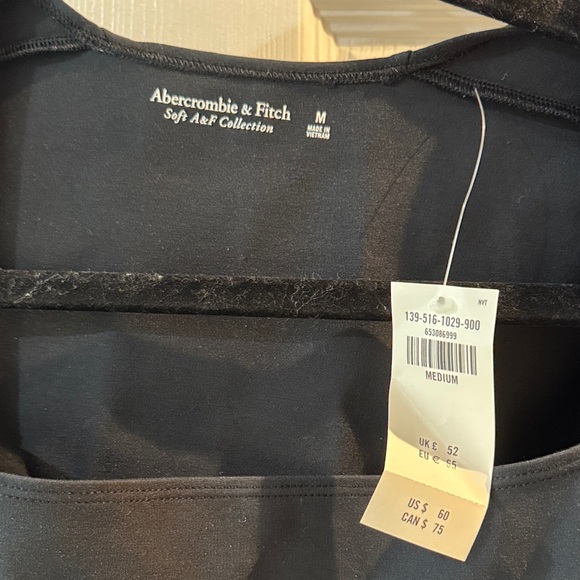 Abercrombie & Fitch
Soft A&F Collection
M
MADE IN
VIETNAM
NVT
139-516-1029-900
653086999
MEDIUM
UK £ 52
EU € 65
US $ 60
CAN $ 75